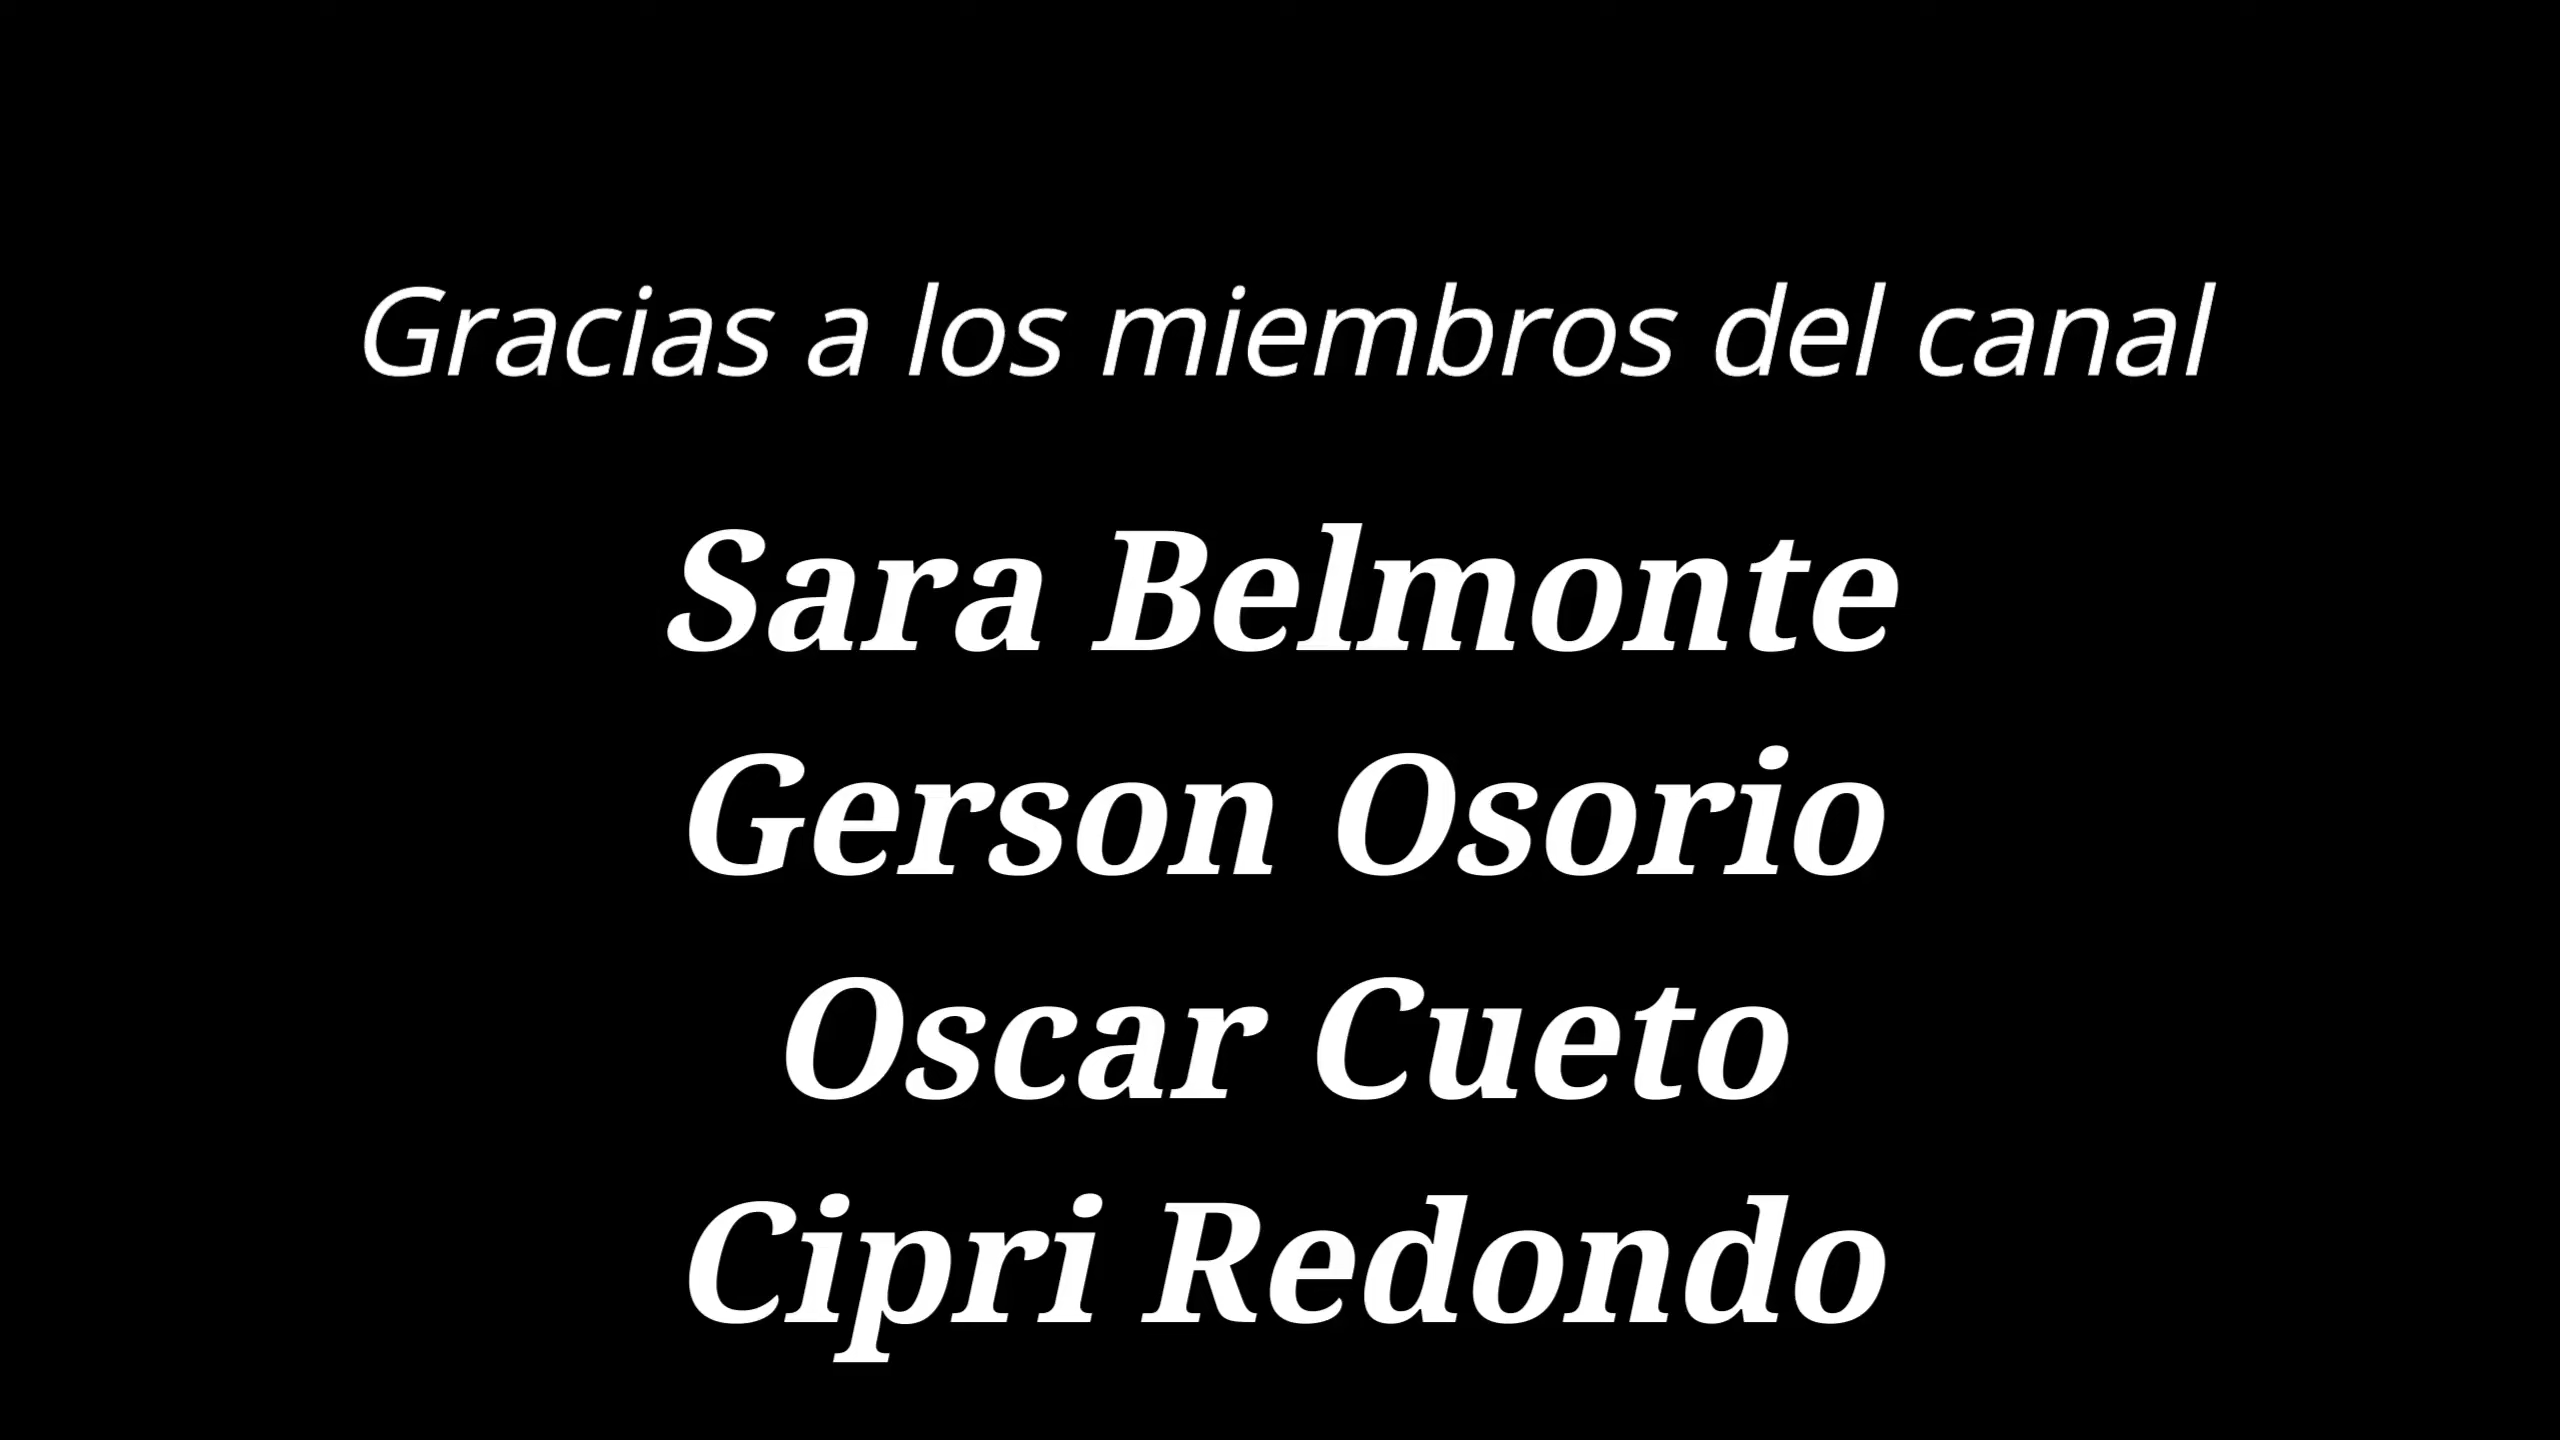 Gracias a los miembros del canal
Sara Belmonte
Gerson Osorio
Oscar Cueto
Cipri Redondo